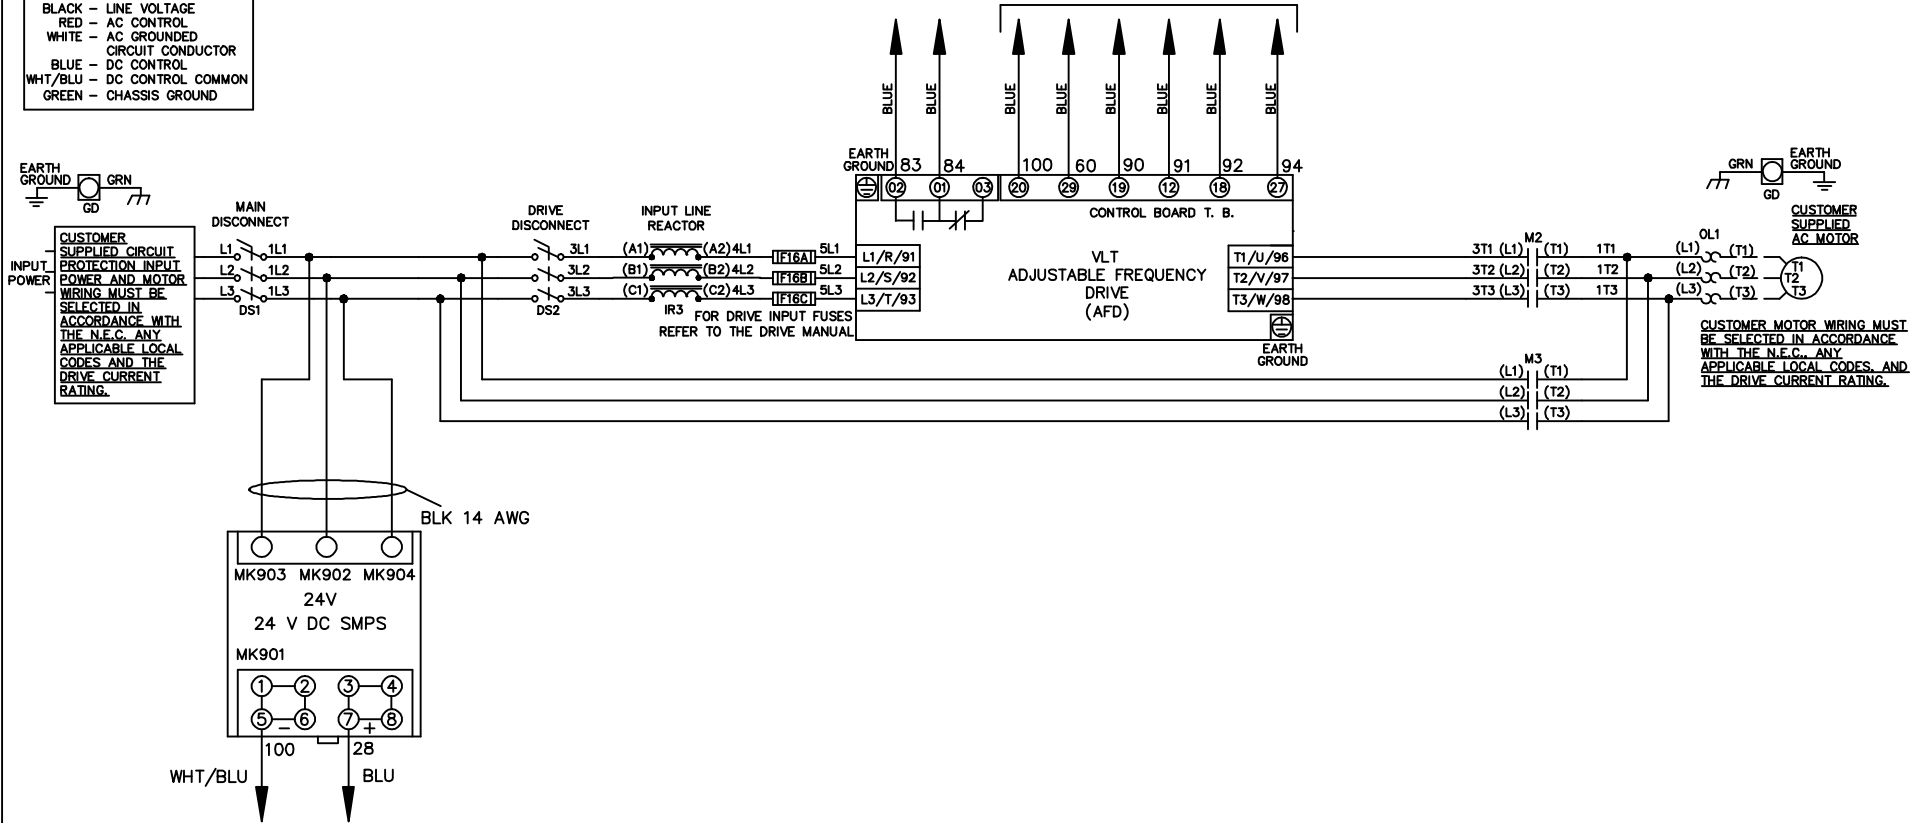 BLACK – LINE VOLTAGE
RED – AC CONTROL
WHITE – AC GROUNDED
CIRCUIT CONDUCTOR
BLUE – DC CONTROL
WHT/BLU – DC CONTROL COMMON
GREEN – CHASSIS GROUND
BLUE
BLUE
BLUE
BLUE
BLUE
BLUE
BLUE
BLUE
EARTH
GROUND
83
84
100
60
90
91
92
94
02
01
03
20
29
19
12
18
27
CONTROL BOARD T. B.
EARTH
GROUND
GRN
GD
GRN
EARTH
GROUND
GD
INPUT
POWER
CUSTOMER
SUPPLIED CIRCUIT
PROTECTION INPUT
POWER AND MOTOR
WIRING MUST BE
SELECTED IN
ACCORDANCE WITH
THE N.E.C. ANY
APPLICABLE LOCAL
CODES AND THE
DRIVE CURRENT
RATING.
MAIN
DISCONNECT
L1 1L1
L2 1L2
L3 1L3
DS1
DRIVE
DISCONNECT
3L1
3L2
3L3
DS2
INPUT LINE
REACTOR
(A1) (A2) 4L1 F16A 5L1
(B1) (B2) 4L2 F16B 5L2
(C1) (C2) 4L3 F16C 5L3
IR3
FOR DRIVE INPUT FUSES
REFER TO THE DRIVE MANUAL
L1/R/91
L2/S/92
L3/T/93
VLT
ADJUSTABLE FREQUENCY
DRIVE
(AFD)
T1/U/96
T2/V/97
T3/W/98
EARTH
GROUND
M2
3T1 (L1) (T1) 1T1
3T2 (L2) (T2) 1T2
3T3 (L3) (T3) 1T3
OL1
(L1) (T1)
(L2) (T2)
(L3) (T3)
CUSTOMER
SUPPLIED
AC MOTOR
T1
T2
T3
CUSTOMER MOTOR WIRING MUST
BE SELECTED IN ACCORDANCE
WITH THE N.E.C., ANY
APPLICABLE LOCAL CODES, AND
THE DRIVE CURRENT RATING.
M3
(L1) (T1)
(L2) (T2)
(L3) (T3)
BLK 14 AWG
MK903 MK902 MK904
24V
24 V DC SMPS
MK901
1 2 3 4
5 6 7 8
– +
100 28
WHT/BLU BLU